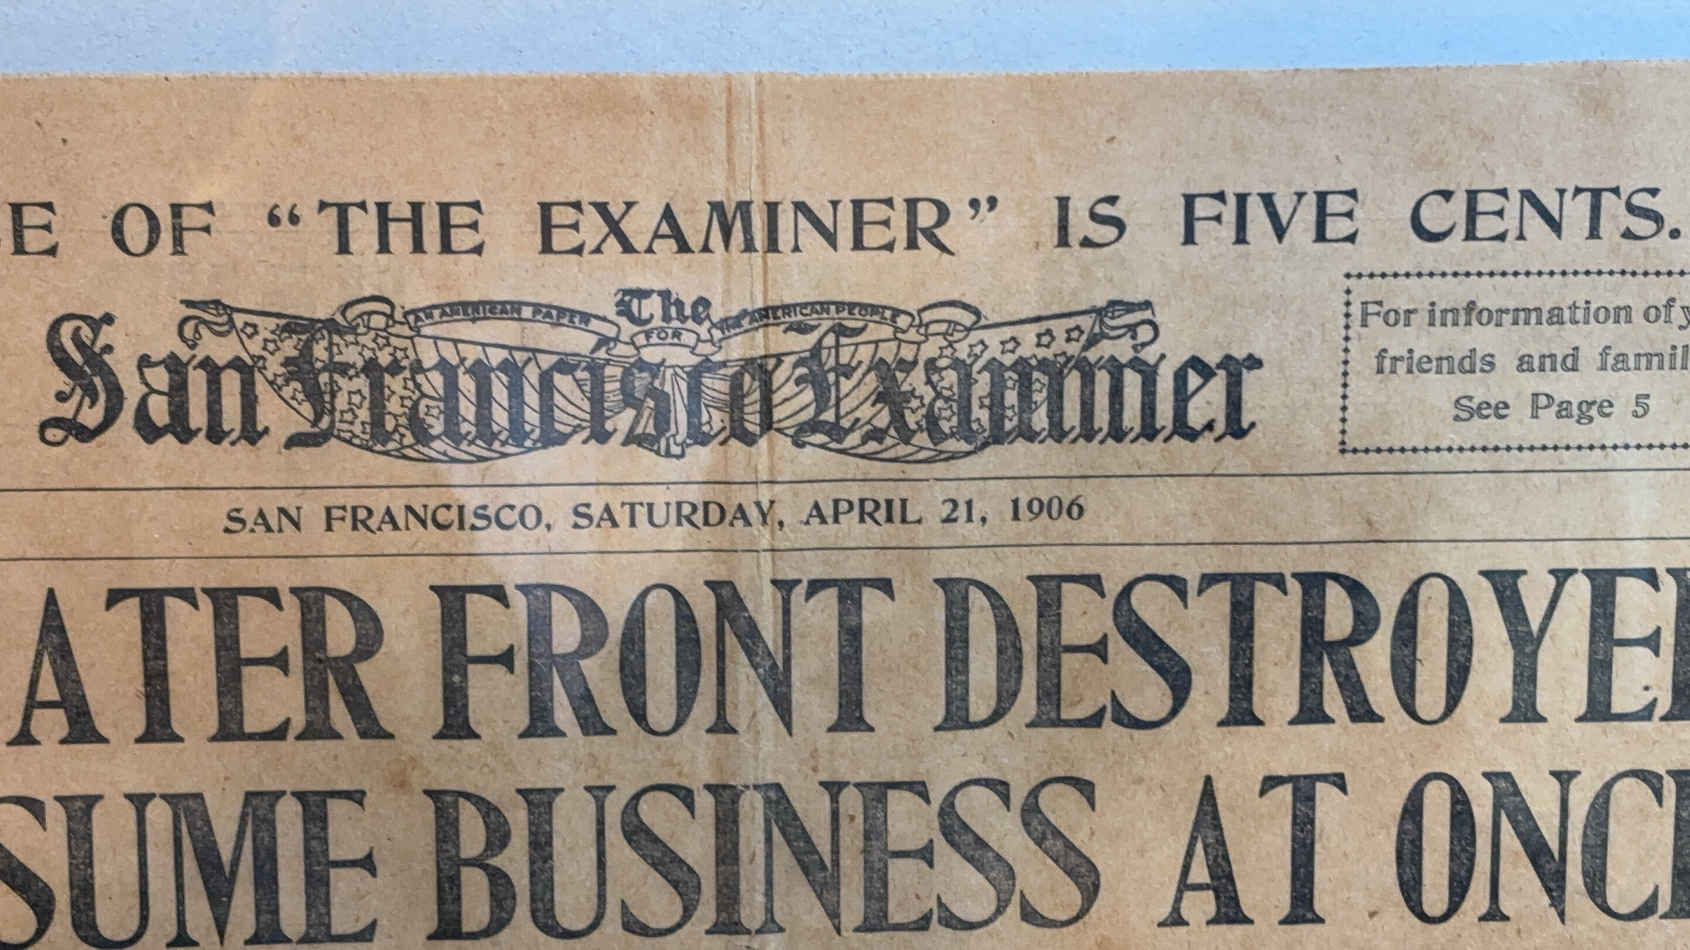 E OF “THE EXAMINER” IS FIVE CENTS.
AN AMERICAN PAPER FOR THE AMERICAN PEOPLE
The
San Francisco Examiner
For information of y
friends and famil
See Page 5
SAN FRANCISCO, SATURDAY, APRIL 21, 1906
ATER FRONT DESTROYE
SUME BUSINESS AT ONC